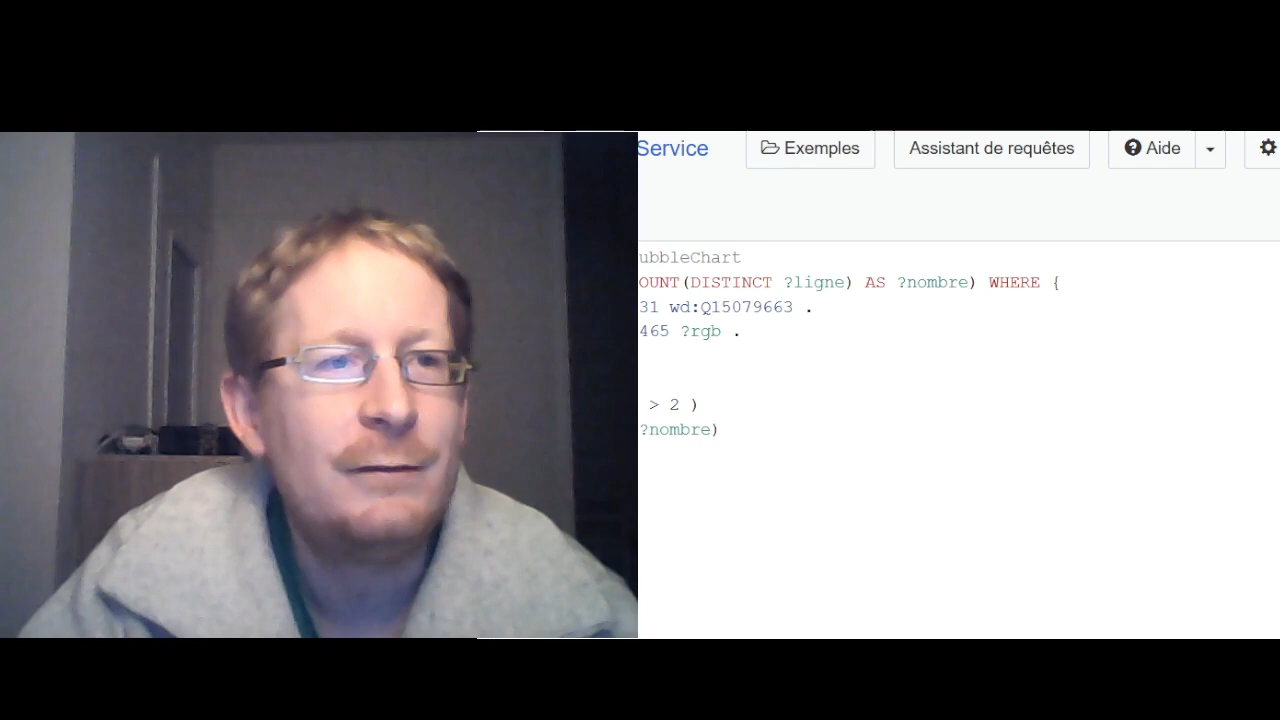 Service Exemples Assistant de requêtes Aide
ubbleChart
OUNT(DISTINCT ?ligne) AS ?nombre) WHERE {
31 wd:Q15079663 .
465 ?rgb .
> 2 )
?nombre)